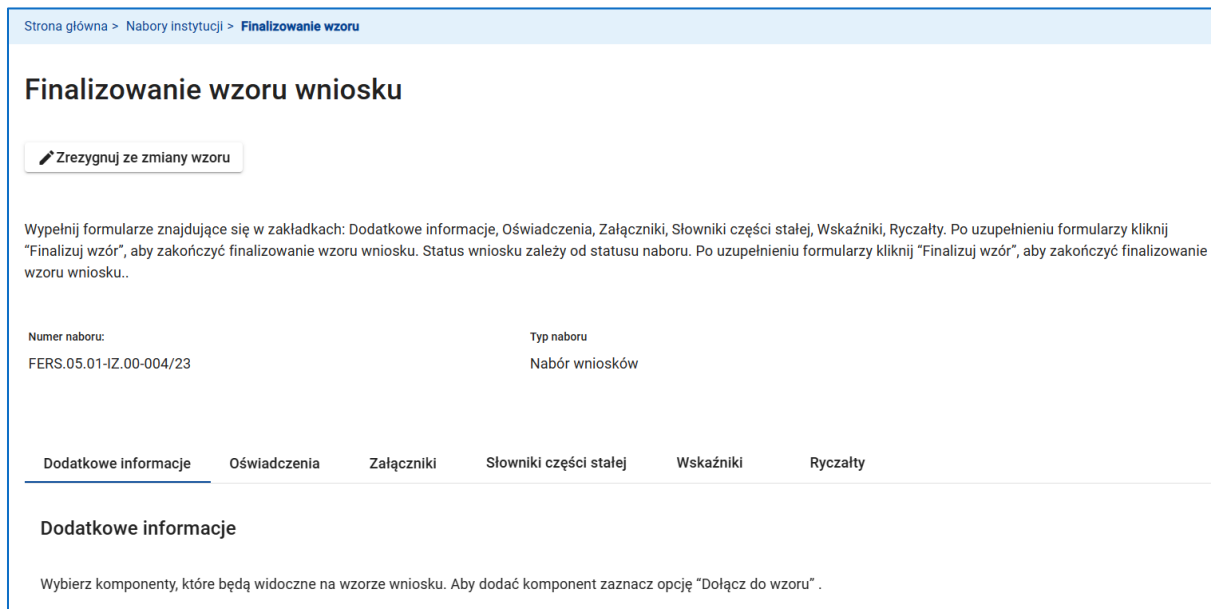 Strona główna > Nabory instytucji > Finalizowanie wzoru
Finalizowanie wzoru wniosku
Zrezygnuj ze zmiany wzoru
Wypełnij formularze znajdujące się w zakładkach: Dodatkowe informacje, Oświadczenia, Załączniki, Słowniki części stałej, Wskaźniki, Ryczałty. Po uzupełnieniu formularzy kliknij
“Finalizuj wzór”, aby zakończyć finalizowanie wzoru wniosku. Status wniosku zależy od statusu naboru. Po uzupełnieniu formularzy kliknij “Finalizuj wzór”, aby zakończyć finalizowanie
wzoru wniosku..
Numer naboru: Typ naboru
FERS.05.01-IZ.00-004/23 Nabór wniosków
Dodatkowe informacje Oświadczenia Załączniki Słowniki części stałej Wskaźniki Ryczałty
Dodatkowe informacje
Wybierz komponenty, które będą widoczne na wzorze wniosku. Aby dodać komponent zaznacz opcję “Dołącz do wzoru” .